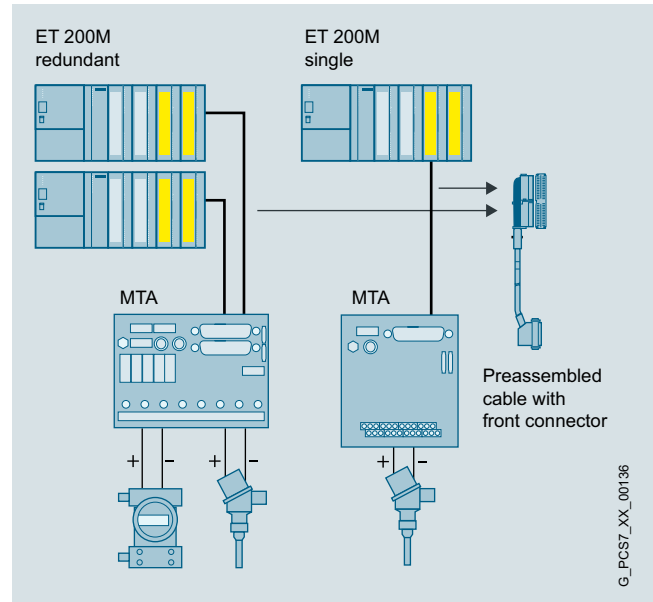 ET 200M
redundant
ET 200M
single
MTA
MTA
Preassembled
cable with
front connector
+ −
+ −
+ −
G_PCS7_XX_00136